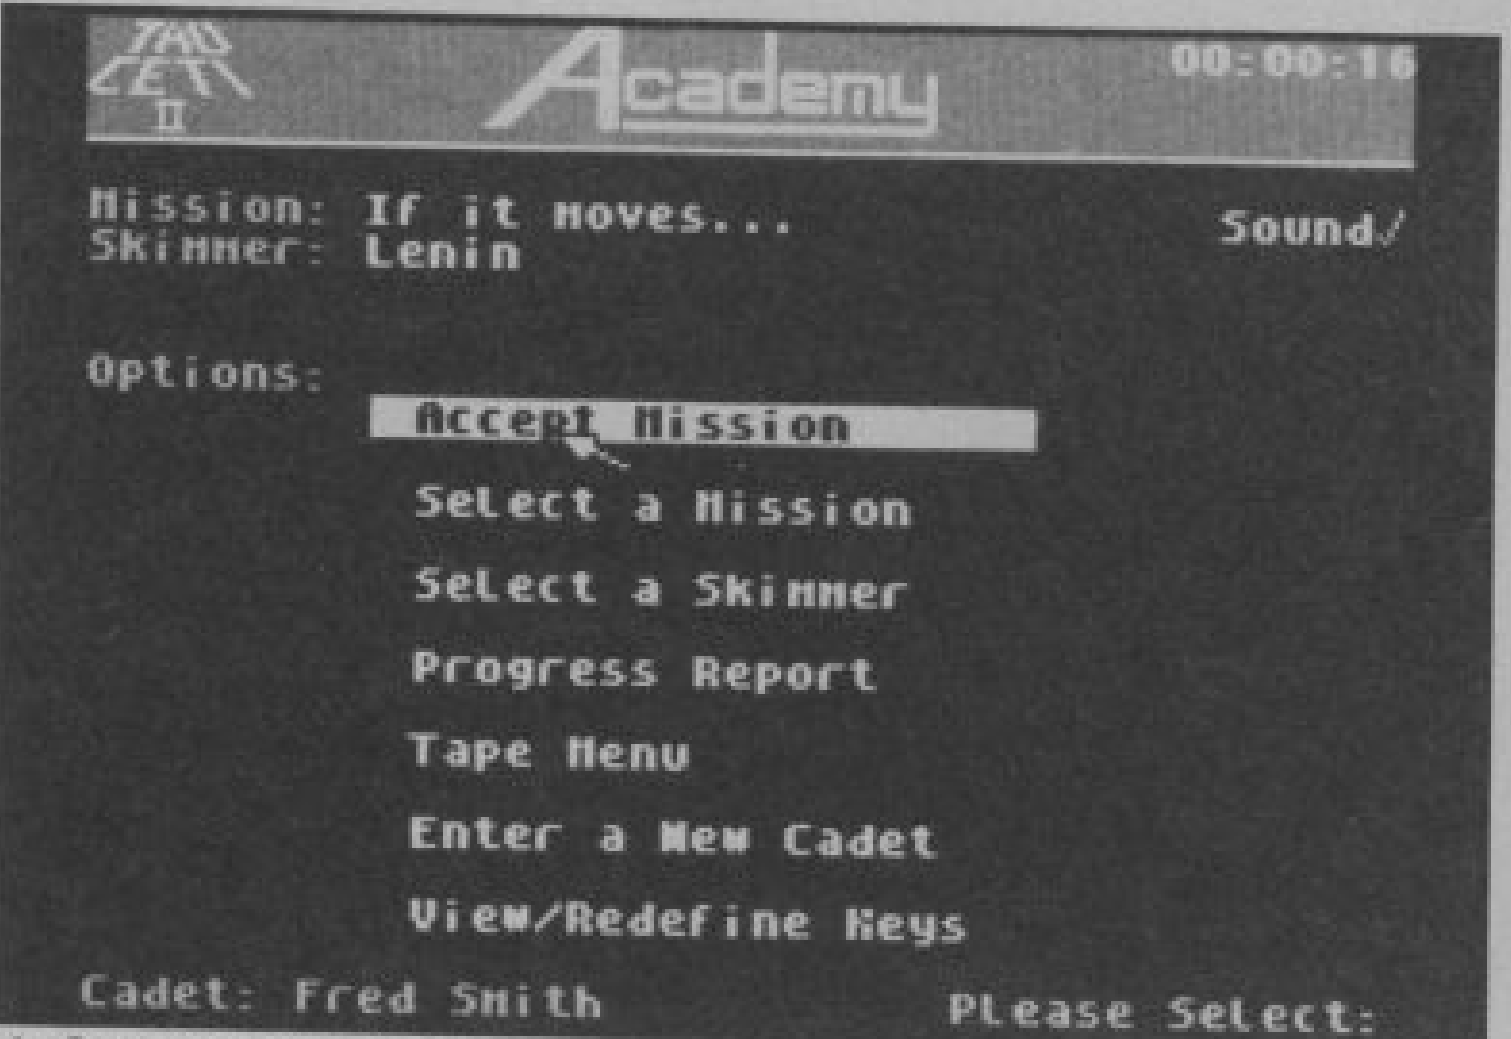 TAU
CETI
II
Academy
00:00:16
Mission: If it moves...
Sound√
Skimmer: Lenin
Options:
Accept Mission
Select a Mission
Select a Skimmer
Progress Report
Tape Menu
Enter a New Cadet
View/Redefine Keys
Cadet: Fred Smith
Please Select: